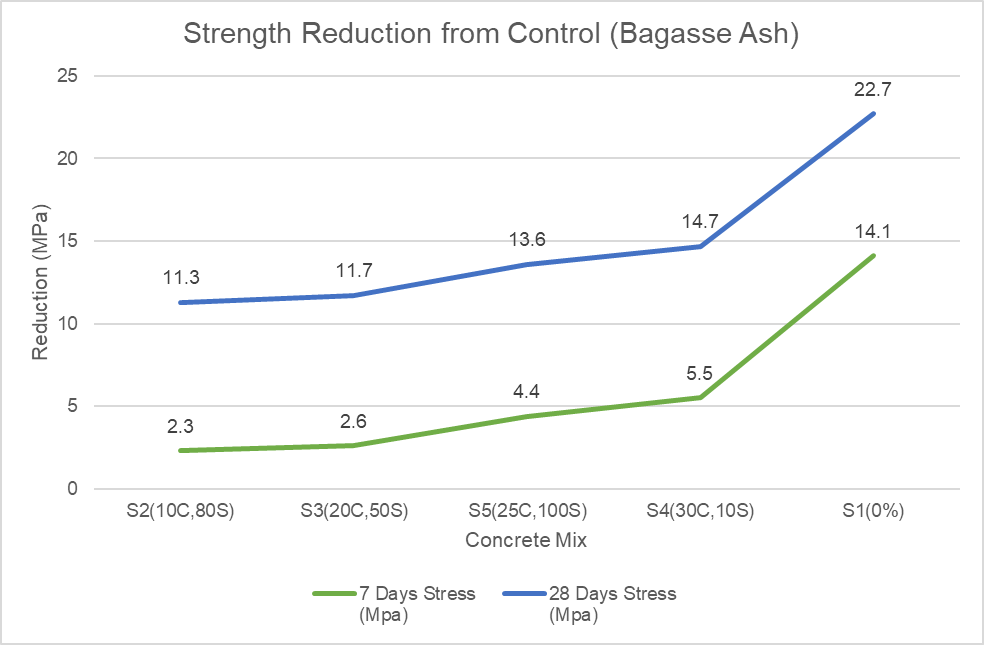 Strength Reduction from Control (Bagasse Ash)
25
20
15
10
5
0
Reduction (MPa)
22.7
14.7
13.6
11.7
11.3
14.1
5.5
4.4
2.6
2.3
S2(10C,80S) S3(20C,50S) S5(25C,100S) S4(30C,10S) S1(0%)
Concrete Mix
7 Days Stress
(Mpa)
28 Days Stress
(Mpa)